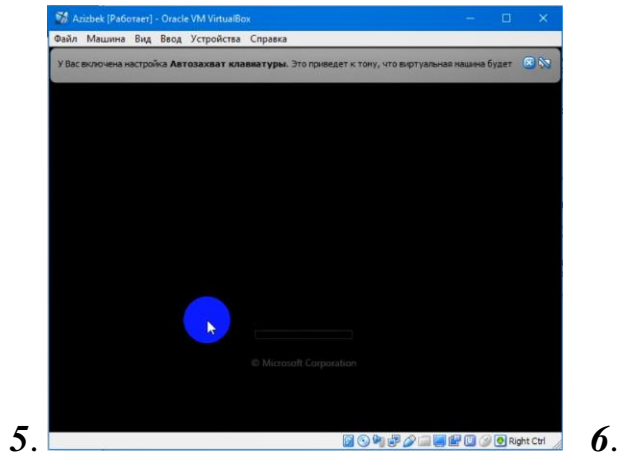 Azizbek [Работает] - Oracle VM VirtualBox
Файл Машина Вид Ввод Устройства Справка
У Вас включена настройка Автозахват клавиатуры. Это приведет к тому, что виртуальная машина будет
© Microsoft Corporation
Right Ctrl
5.
6.